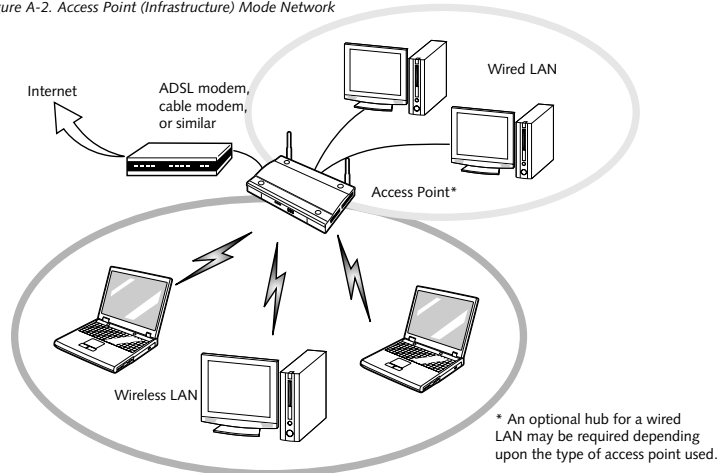 ure A-2. Access Point (Infrastructure) Mode Network
Wired LAN
Internet
ADSL modem,
cable modem,
or similar
Access Point*
Wireless LAN
* An optional hub for a wired
LAN may be required depending
upon the type of access point used.